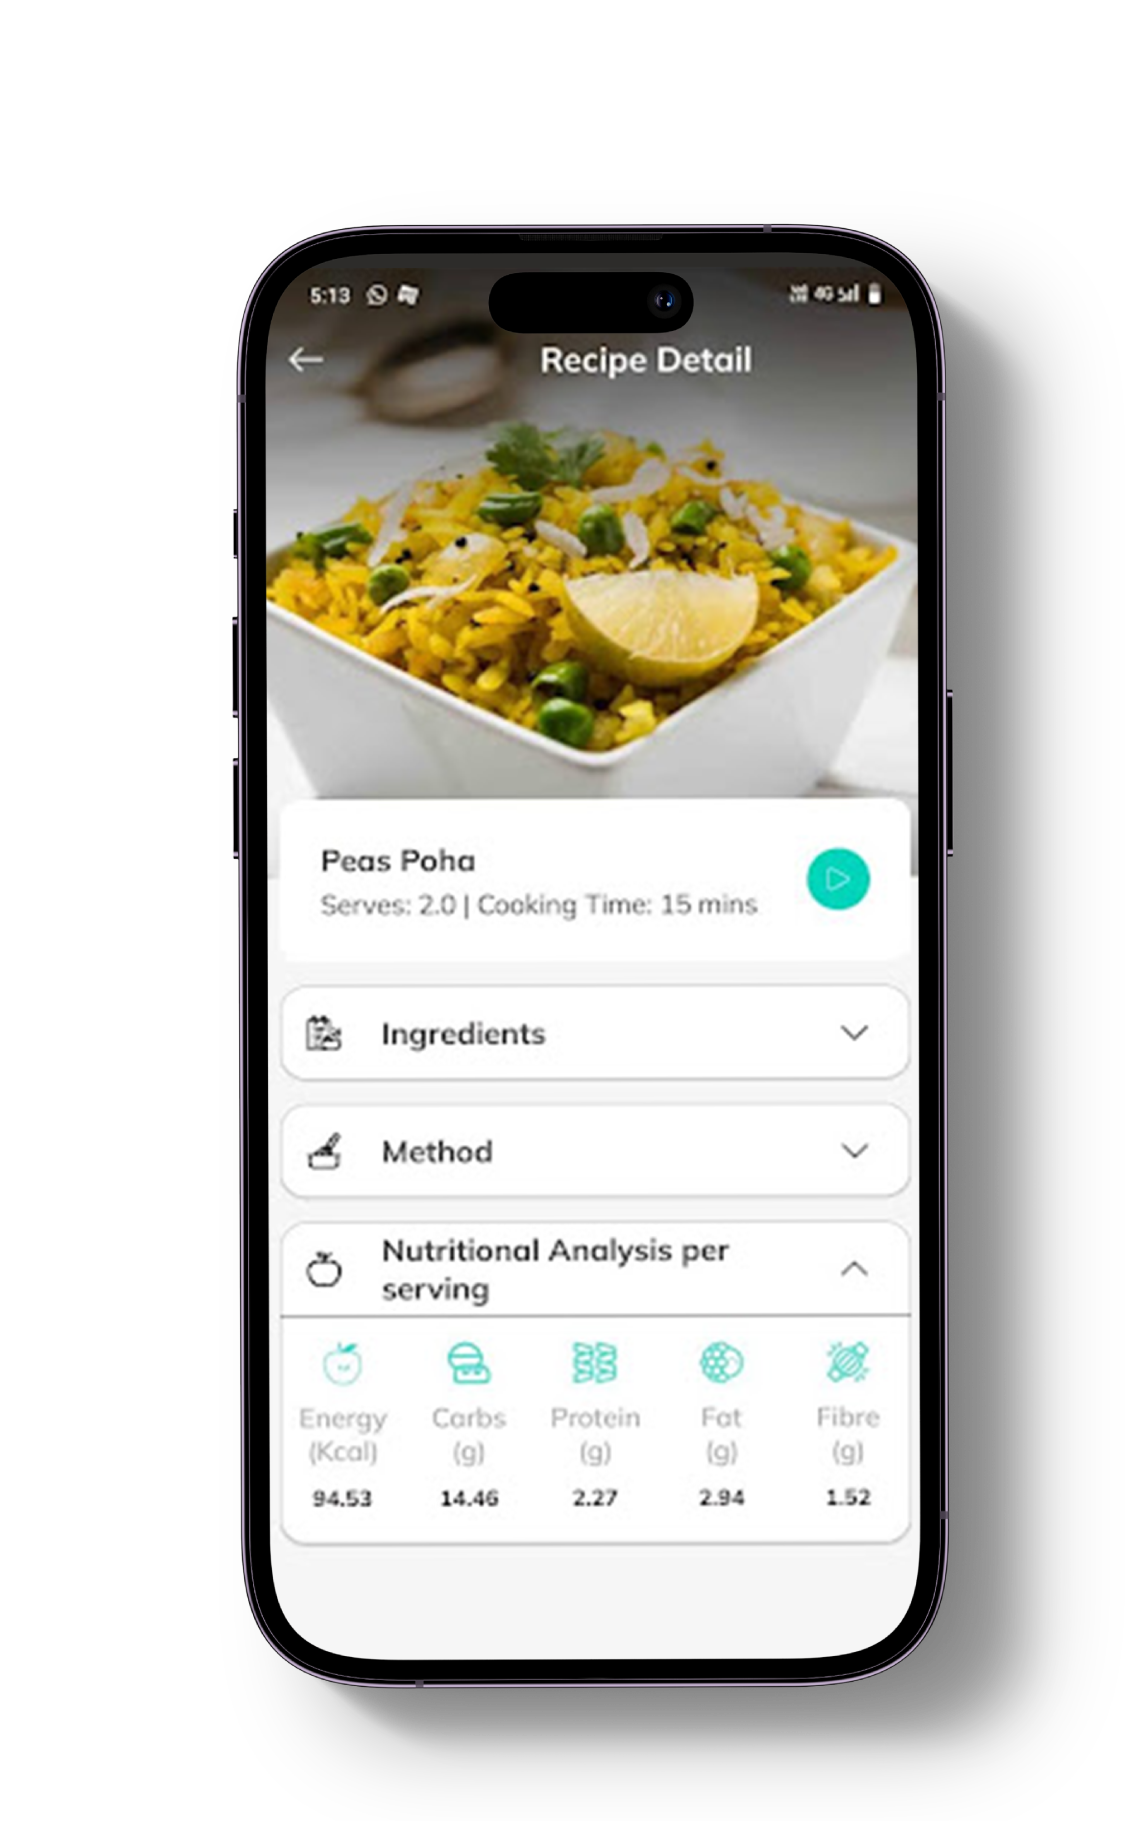 5:13
4G
Recipe Detail
Peas Poha
Serves: 2.0 | Cooking Time: 15 mins
Ingredients
Method
Nutritional Analysis per
serving
Energy Carbs Protein Fat Fibre
(Kcal) (g) (g) (g) (g)
94.53 14.46 2.27 2.94 1.52